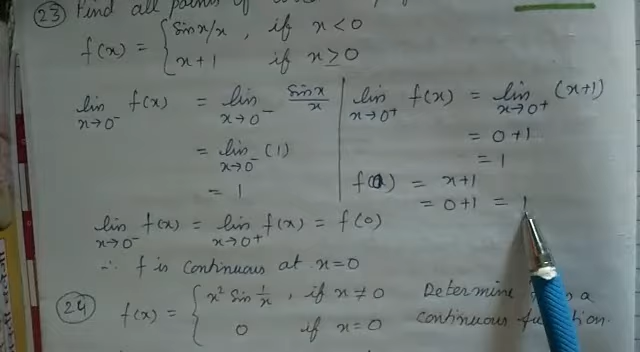 (23) Find all points of
f(x) = { sin x/x , if x < 0
x + 1 if x ≥ 0
lim x→0⁻ f(x) = lim x→0⁻ sin x/x
= lim x→0⁻ (1)
= 1
lim x→0+ f(x) = lim x→0+ (x+1)
= 0+1
= 1
f(0) = x+1
= 0+1 = 1
lim x→0⁻ f(x) = lim x→0+ f(x) = f(0)
∴ f is continuous at x=0
(24) f(x) = { x² sin 1/x , if x ≠ 0 Determine a
0 if x = 0 continuous function.